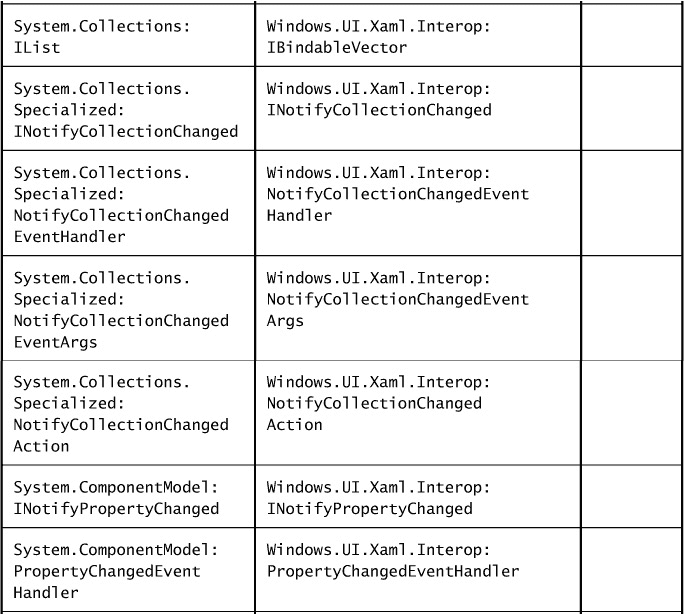 System.Collections:
IList
Windows.UI.Xaml.Interop:
IBindableVector
System.Collections.
Specialized:
INotifyCollectionChanged
Windows.UI.Xaml.Interop:
INotifyCollectionChanged
System.Collections.
Specialized:
NotifyCollectionChanged
EventHandler
Windows.UI.Xaml.Interop:
NotifyCollectionChangedEvent
Handler
System.Collections.
Specialized:
NotifyCollectionChanged
EventArgs
Windows.UI.Xaml.Interop:
NotifyCollectionChangedEvent
Args
System.Collections.
Specialized:
NotifyCollectionChanged
Action
Windows.UI.Xaml.Interop:
NotifyCollectionChanged
Action
System.ComponentModel:
INotifyPropertyChanged
Windows.UI.Xaml.Interop:
INotifyPropertyChanged
System.ComponentModel:
PropertyChangedEvent
Handler
Windows.UI.Xaml.Interop:
PropertyChangedEventHandler